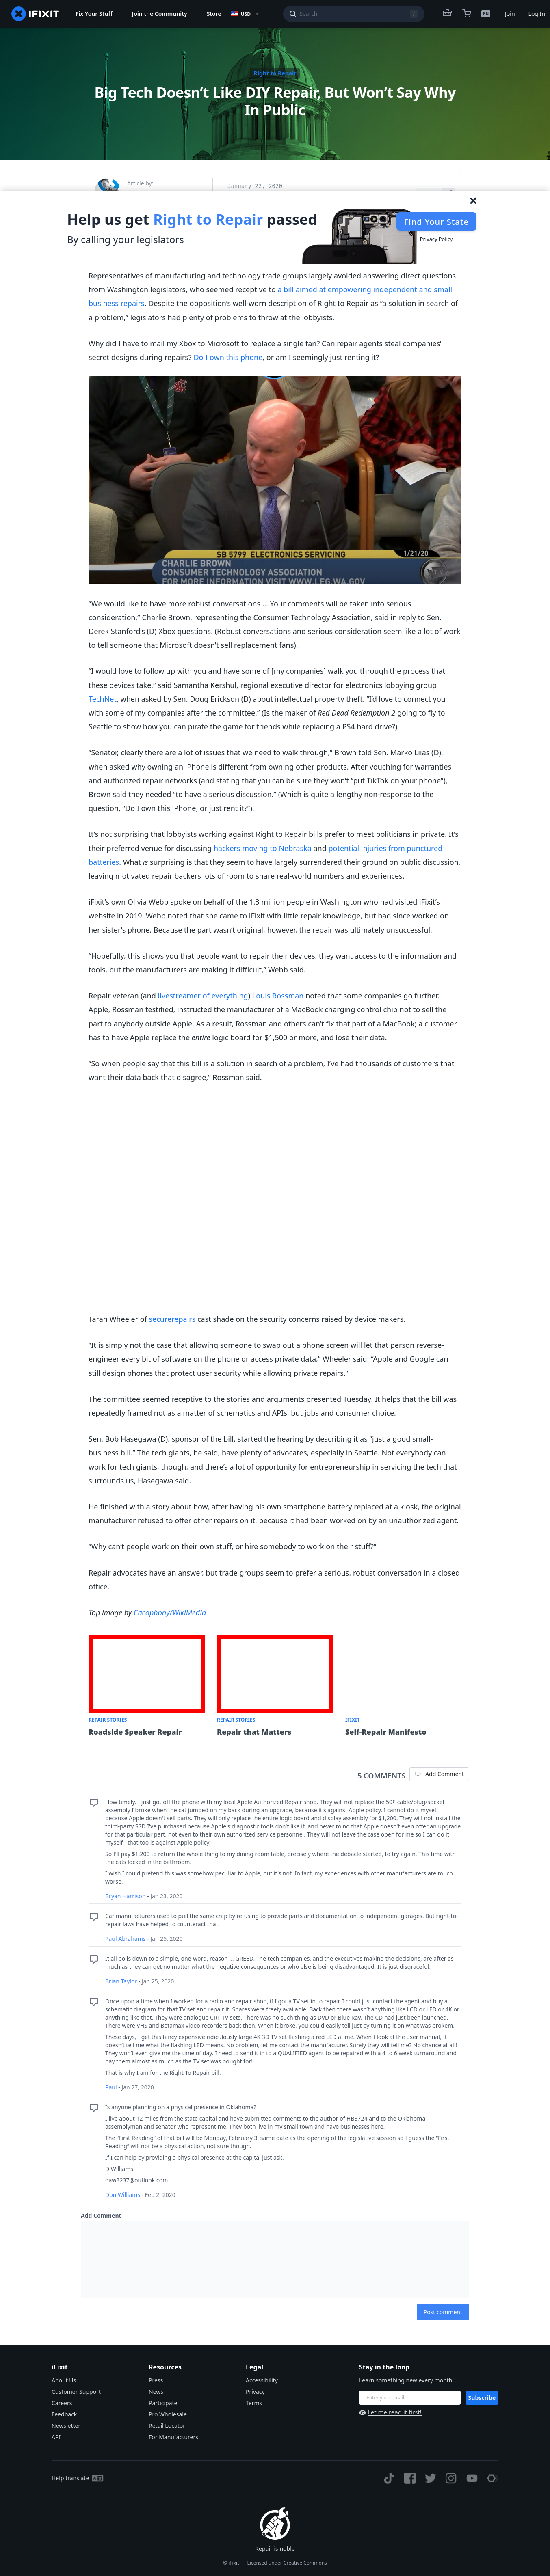 IFIXIT
Fix Your Stuff
Join the Community
Store
USD
Search
/
EN
Join
Log In
Right to Repair
Big Tech Doesn’t Like DIY Repair, But Won’t Say Why
In Public
Article by:
January 22, 2020
Help us get Right to Repair passed
By calling your legislators
Find Your State
Privacy Policy
Representatives of manufacturing and technology trade groups largely avoided answering direct questions
from Washington legislators, who seemed receptive to a bill aimed at empowering independent and small
business repairs. Despite the opposition’s well-worn description of Right to Repair as “a solution in search of
a problem,” legislators had plenty of problems to throw at the lobbyists.
Why did I have to mail my Xbox to Microsoft to replace a single fan? Can repair agents steal companies’
secret designs during repairs? Do I own this phone, or am I seemingly just renting it?
1/21/20
SB 5799 ELECTRONICS SERVICING
CHARLIE BROWN
CONSUMER TECHNOLOGY ASSOCIATION
FOR MORE INFORMATION VISIT WWW.LEG.WA.GOV
“We would like to have more robust conversations … Your comments will be taken into serious
consideration,” Charlie Brown, representing the Consumer Technology Association, said in reply to Sen.
Derek Stanford’s (D) Xbox questions. (Robust conversations and serious consideration seem like a lot of work
to tell someone that Microsoft doesn’t sell replacement fans).
“I would love to follow up with you and have some of [my companies] walk you through the process that
these devices take,” said Samantha Kershul, regional executive director for electronics lobbying group
TechNet, when asked by Sen. Doug Erickson (D) about intellectual property theft. “I’d love to connect you
with some of my companies after the committee.” (Is the maker of Red Dead Redemption 2 going to fly to
Seattle to show how you can pirate the game for friends while replacing a PS4 hard drive?)
“Senator, clearly there are a lot of issues that we need to walk through,” Brown told Sen. Marko Liias (D),
when asked why owning an iPhone is different from owning other products. After vouching for warranties
and authorized repair networks (and stating that you can be sure they won’t “put TikTok on your phone”),
Brown said they needed “to have a serious discussion.” (Which is quite a lengthy non-response to the
question, “Do I own this iPhone, or just rent it?”).
It’s not surprising that lobbyists working against Right to Repair bills prefer to meet politicians in private. It’s
their preferred venue for discussing hackers moving to Nebraska and potential injuries from punctured
batteries. What is surprising is that they seem to have largely surrendered their ground on public discussion,
leaving motivated repair backers lots of room to share real-world numbers and experiences.
iFixit’s own Olivia Webb spoke on behalf of the 1.3 million people in Washington who had visited iFixit’s
website in 2019. Webb noted that she came to iFixit with little repair knowledge, but had since worked on
her sister’s phone. Because the part wasn’t original, however, the repair was ultimately unsuccessful.
“Hopefully, this shows you that people want to repair their devices, they want access to the information and
tools, but the manufacturers are making it difficult,” Webb said.
Repair veteran (and livestreamer of everything) Louis Rossman noted that some companies go further.
Apple, Rossman testified, instructed the manufacturer of a MacBook charging control chip not to sell the
part to anybody outside Apple. As a result, Rossman and others can’t fix that part of a MacBook; a customer
has to have Apple replace the entire logic board for $1,500 or more, and lose their data.
“So when people say that this bill is a solution in search of a problem, I’ve had thousands of customers that
want their data back that disagree,” Rossman said.
Tarah Wheeler of securerepairs cast shade on the security concerns raised by device makers.
“It is simply not the case that allowing someone to swap out a phone screen will let that person reverse-
engineer every bit of software on the phone or access private data,” Wheeler said. “Apple and Google can
still design phones that protect user security while allowing private repairs.”
The committee seemed receptive to the stories and arguments presented Tuesday. It helps that the bill was
repeatedly framed not as a matter of schematics and APIs, but jobs and consumer choice.
Sen. Bob Hasegawa (D), sponsor of the bill, started the hearing by describing it as “just a good small-
business bill.” The tech giants, he said, have plenty of advocates, especially in Seattle. Not everybody can
work for tech giants, though, and there’s a lot of opportunity for entrepreneurship in servicing the tech that
surrounds us, Hasegawa said.
He finished with a story about how, after having his own smartphone battery replaced at a kiosk, the original
manufacturer refused to offer other repairs on it, because it had been worked on by an unauthorized agent.
“Why can’t people work on their own stuff, or hire somebody to work on their stuff?”
Repair advocates have an answer, but trade groups seem to prefer a serious, robust conversation in a closed
office.
Top image by Cacophony/WikiMedia
REPAIR STORIES
Roadside Speaker Repair
REPAIR STORIES
Repair that Matters
IFIXIT
Self-Repair Manifesto
5 COMMENTS
Add Comment
How timely. I just got off the phone with my local Apple Authorized Repair shop. They will not replace the 50¢ cable/plug/socket
assembly I broke when the cat jumped on my back during an upgrade, because it’s against Apple policy. I cannot do it myself
because Apple doesn’t sell parts. They will only replace the entire logic board and display assembly for $1,200. They will not install the
third-party SSD I’ve purchased because Apple’s diagnostic tools don’t like it, and never mind that Apple doesn’t even offer an upgrade
for that particular part, not even to their own authorized service personnel. They will not leave the case open for me so I can do it
myself - that too is against Apple policy.
So I’ll pay $1,200 to return the whole thing to my dining room table, precisely where the debacle started, to try again. This time with
the cats locked in the bathroom.
I wish I could pretend this was somehow peculiar to Apple, but it’s not. In fact, my experiences with other manufacturers are much
worse.
Bryan Harrison - Jan 23, 2020
Car manufacturers used to pull the same crap by refusing to provide parts and documentation to independent garages. But right-to-
repair laws have helped to counteract that.
Paul Abrahams - Jan 25, 2020
It all boils down to a simple, one-word, reason … GREED. The tech companies, and the executives making the decisions, are after as
much as they can get no matter what the negative consequences or who else is being disadvantaged. It is just disgraceful.
Brian Taylor - Jan 25, 2020
Once upon a time when I worked for a radio and repair shop, if I got a TV set in to repair, I could just contact the agent and buy a
schematic diagram for that TV set and repair it. Spares were freely available. Back then there wasn’t anything like LCD or LED or 4K or
anything like that. They were analogue CRT TV sets. There was no such thing as DVD or Blue Ray. The CD had just been launched.
There were VHS and Betamax video recorders back then. When it broke, you could easily tell just by turning it on what was broken.
These days, I get this fancy expensive ridiculously large 4K 3D TV set flashing a red LED at me. When I look at the user manual, It
doesn’t tell me what the flashing LED means. No problem, let me contact the manufacturer. Surely they will tell me? No chance at all!
They won’t even give me the time of day. I need to send it in to a QUALIFIED agent to be repaired with a 4 to 6 week turnaround and
pay them almost as much as the TV set was bought for!
That is why I am for the Right To Repair bill.
Paul - Jan 27, 2020
Is anyone planning on a physical presence in Oklahoma?
I live about 12 miles from the state capital and have submitted comments to the author of HB3724 and to the Oklahoma
assemblyman and senator who represent me. They both live in my small town and have businesses here.
The “First Reading” of that bill will be Monday, February 3, same date as the opening of the legislative session so I guess the “First
Reading” will not be a physical action, not sure though.
If I can help by providing a physical presence at the capital just ask.
D Williams
daw3237@outlook.com
Don Williams - Feb 2, 2020
Add Comment
Post comment
iFixit
About Us
Customer Support
Careers
Feedback
Newsletter
API
Resources
Press
News
Participate
Pro Wholesale
Retail Locator
For Manufacturers
Legal
Accessibility
Privacy
Terms
Stay in the loop
Learn something new every month!
Enter your email
Subscribe
Let me read it first!
Help translate
Repair is noble
© iFixit — Licensed under Creative Commons